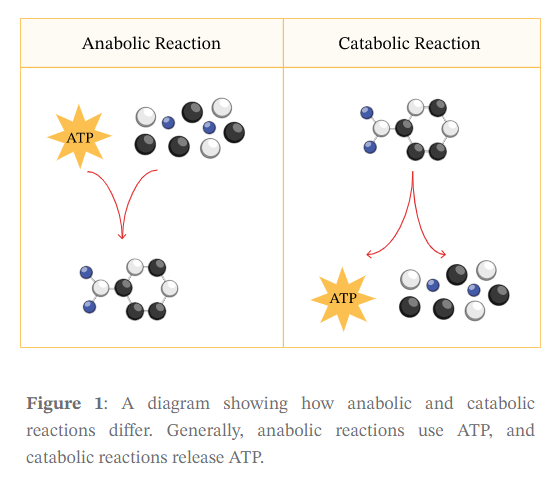 Anabolic Reaction
Catabolic Reaction
ATP
ATP
Figure 1: A diagram showing how anabolic and catabolic
reactions differ. Generally, anabolic reactions use ATP, and
catabolic reactions release ATP.